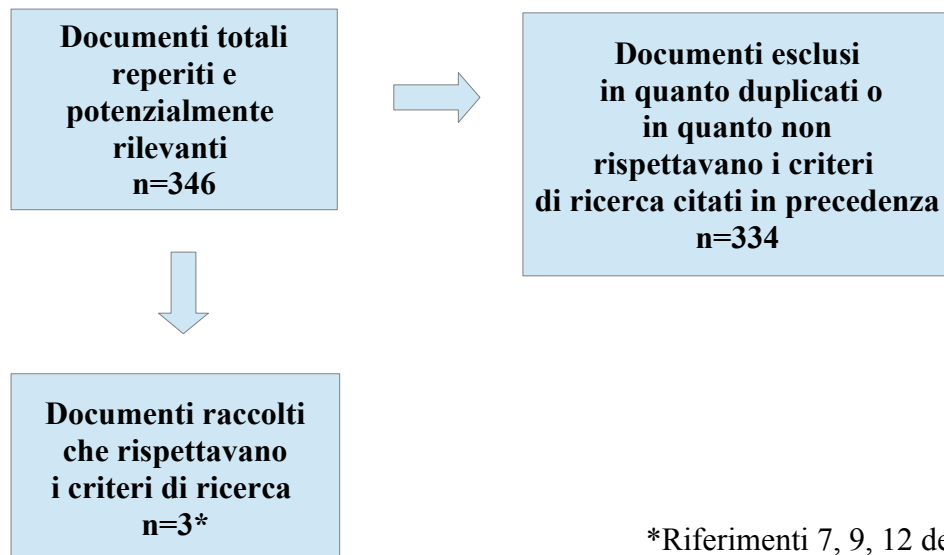 Documenti totali
reperiti e
potenzialmente
rilevanti
n=346
Documenti esclusi
in quanto duplicati o
in quanto non
rispettavano i criteri
di ricerca citati in precedenza
n=334
Documenti raccolti
che rispettavano
i criteri di ricerca
n=3*
*Riferimenti 7, 9, 12